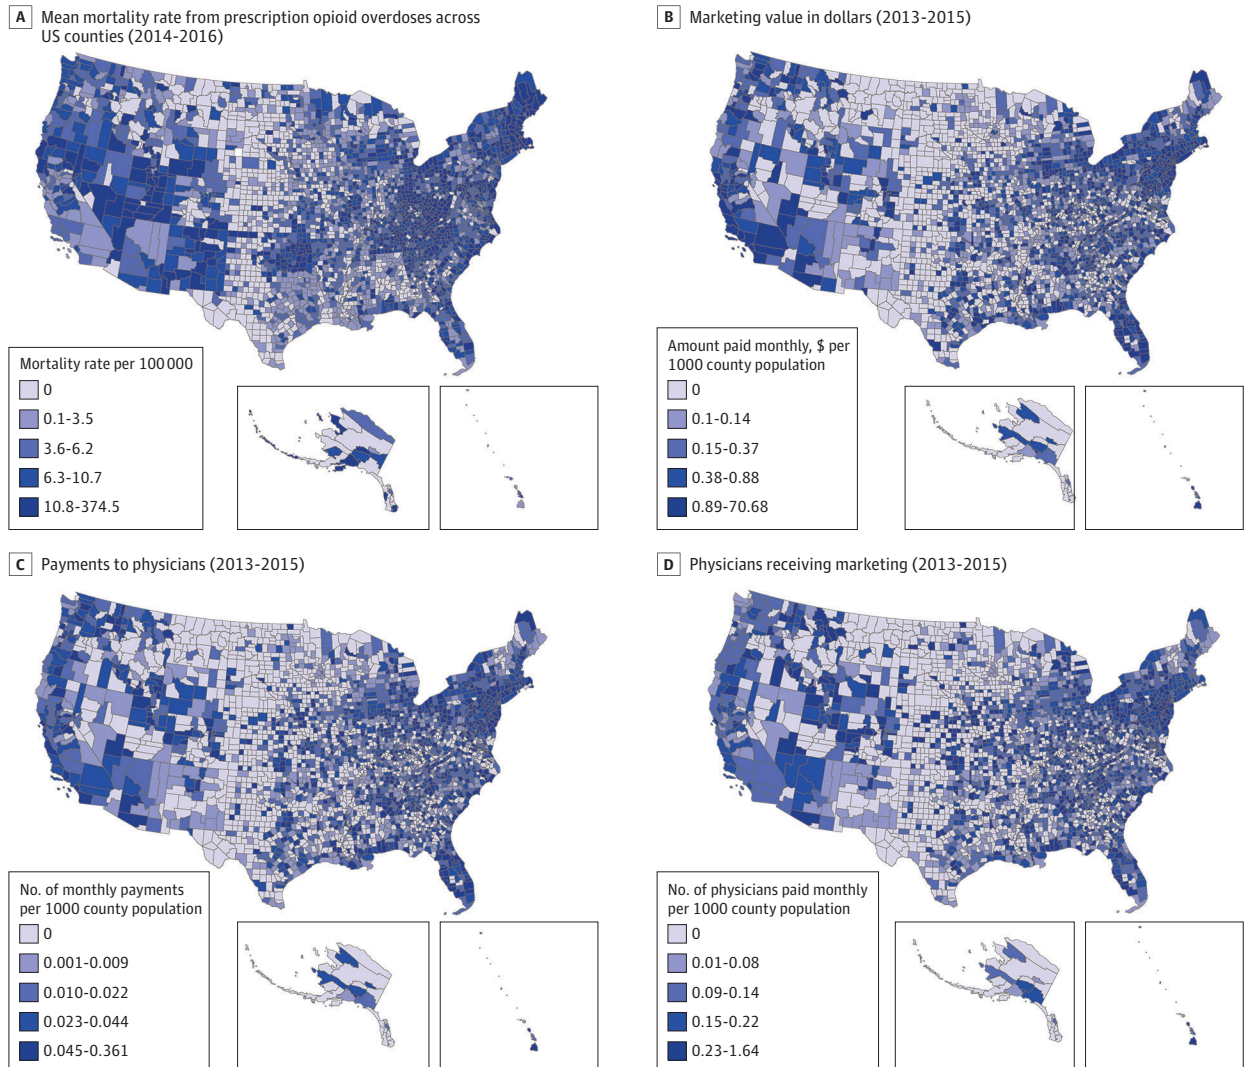 A Mean mortality rate from prescription opioid overdoses across
US counties (2014-2016)
Mortality rate per 100 000
0
0.1-3.5
3.6-6.2
6.3-10.7
10.8-374.5
B Marketing value in dollars (2013-2015)
Amount paid monthly, $ per
1000 county population
0
0.1-0.14
0.15-0.37
0.38-0.88
0.89-70.68
C Payments to physicians (2013-2015)
No. of monthly payments
per 1000 county population
0
0.001-0.009
0.010-0.022
0.023-0.044
0.045-0.361
D Physicians receiving marketing (2013-2015)
No. of physicians paid monthly
per 1000 county population
0
0.01-0.08
0.09-0.14
0.15-0.22
0.23-1.64